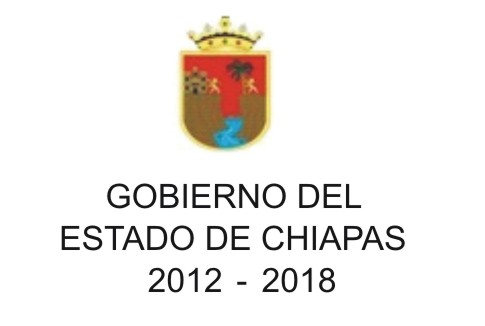 GOBIERNO DEL
ESTADO DE CHIAPAS
2012 - 2018